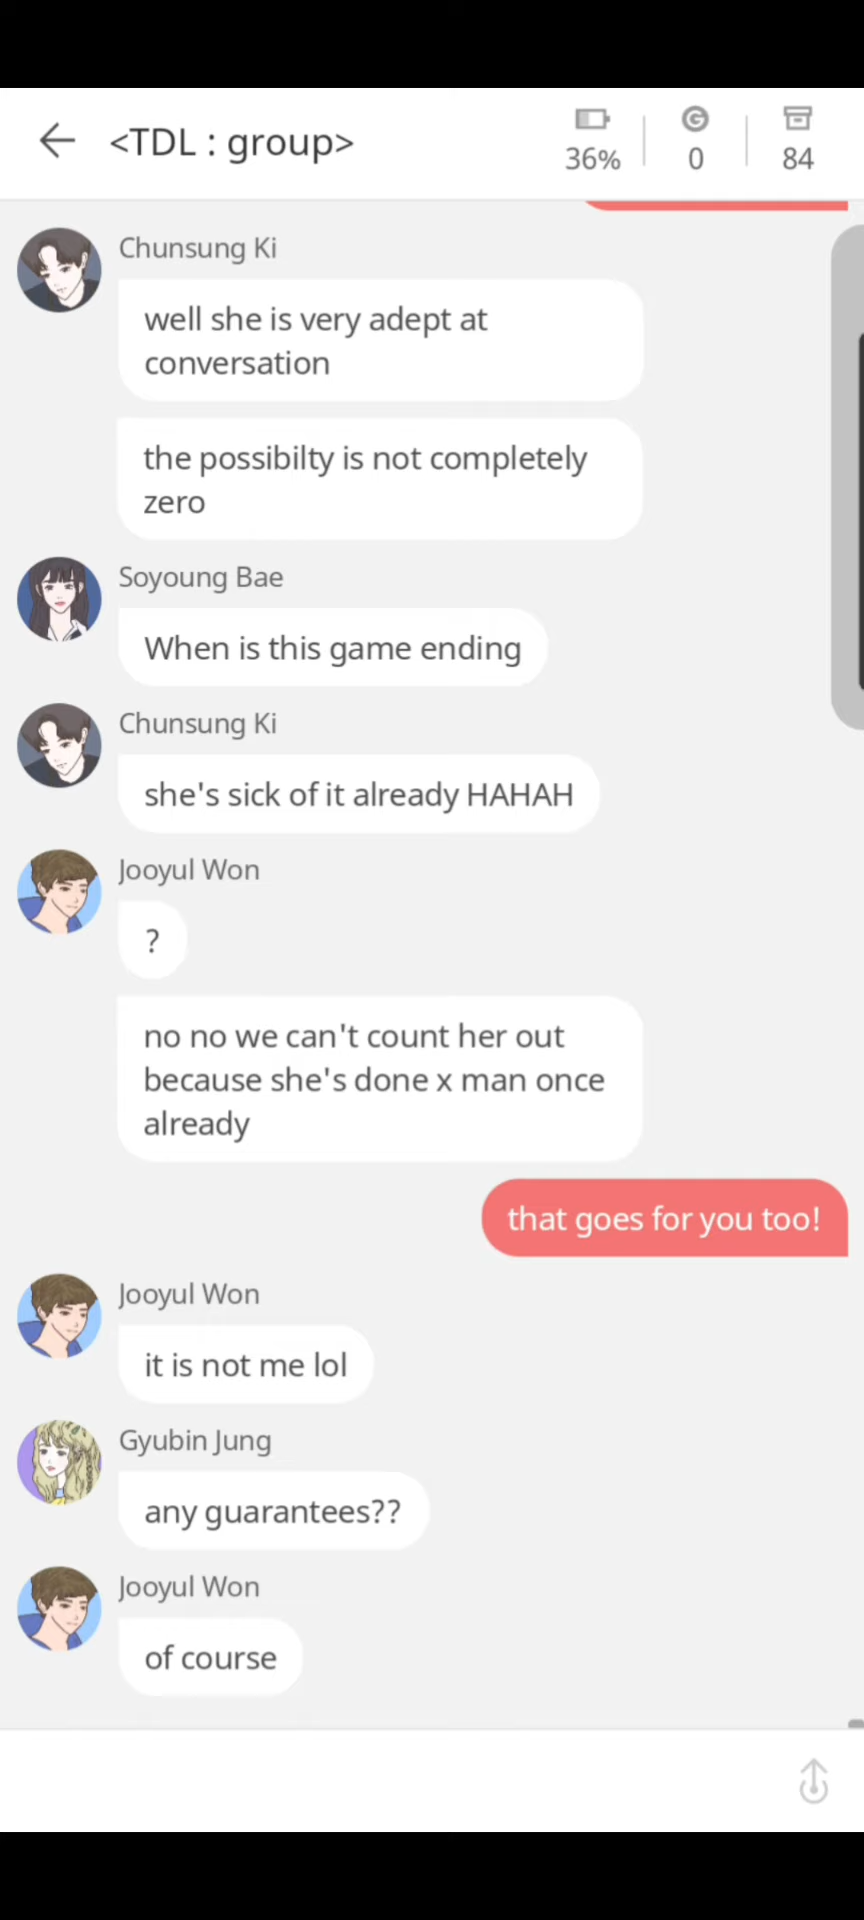 <TDL : group>
36%
0
84
Chunsung Ki
well she is very adept at
conversation
the possibilty is not completely
zero
Soyoung Bae
When is this game ending
Chunsung Ki
she's sick of it already HAHAH
Jooyul Won
?
no no we can't count her out
because she's done x man once
already
that goes for you too!
Jooyul Won
it is not me lol
Gyubin Jung
any guarantees??
Jooyul Won
of course